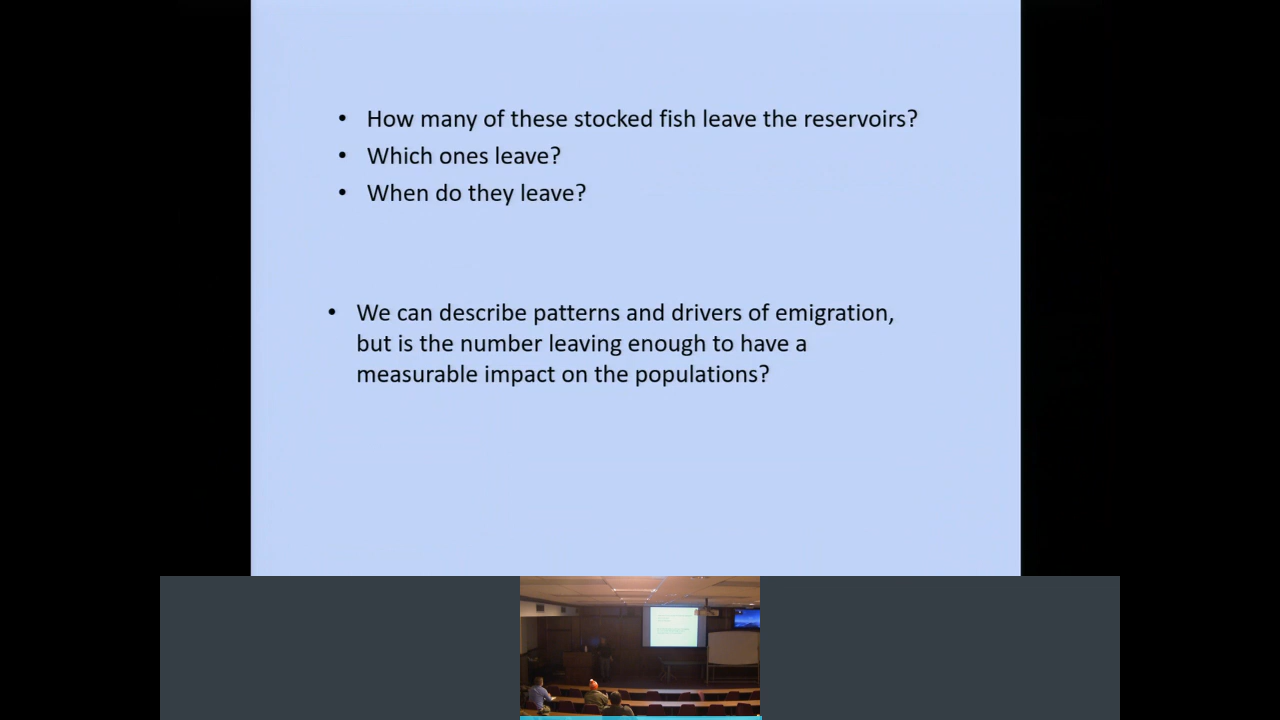 • How many of these stocked fish leave the reservoirs?
• Which ones leave?
• When do they leave?
• We can describe patterns and drivers of emigration,
but is the number leaving enough to have a
measurable impact on the populations?